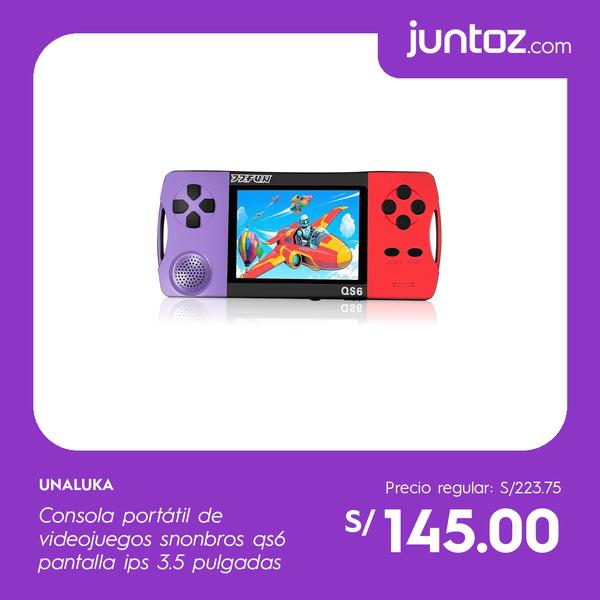 juntoz.com
JJFUN
QS6
UNALUKA
Consola portátil de
videojuegos snonbros qs6
pantalla ips 3.5 pulgadas
Precio regular: S/223.75
S/145.00